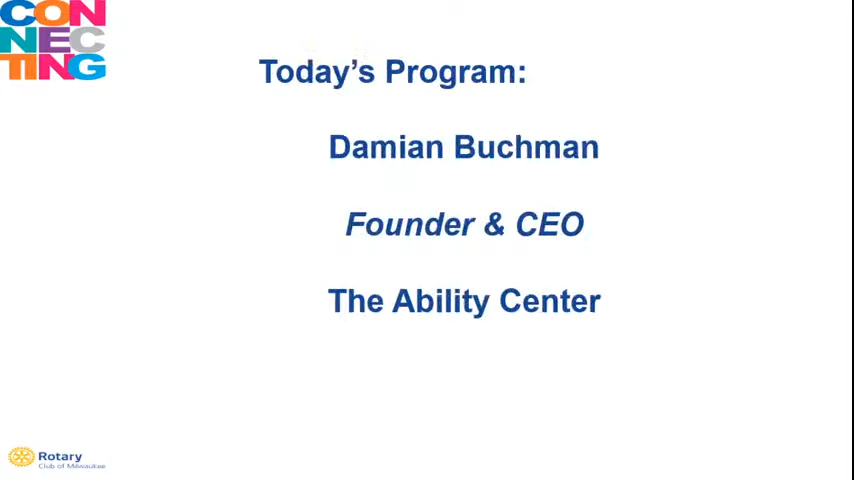 CON
NEC
TING
Today's Program:
Damian Buchman
Founder & CEO
The Ability Center
Rotary
Club of Milwaukee